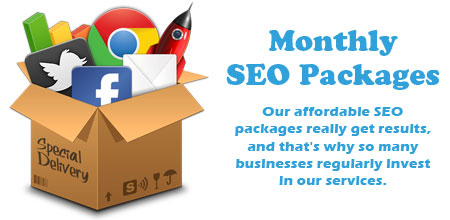 Monthly
SEO Packages
Our affordable SEO
packages really get results,
and that's why so many
businesses regularly invest
in our services.
Special
Delivery
f
S